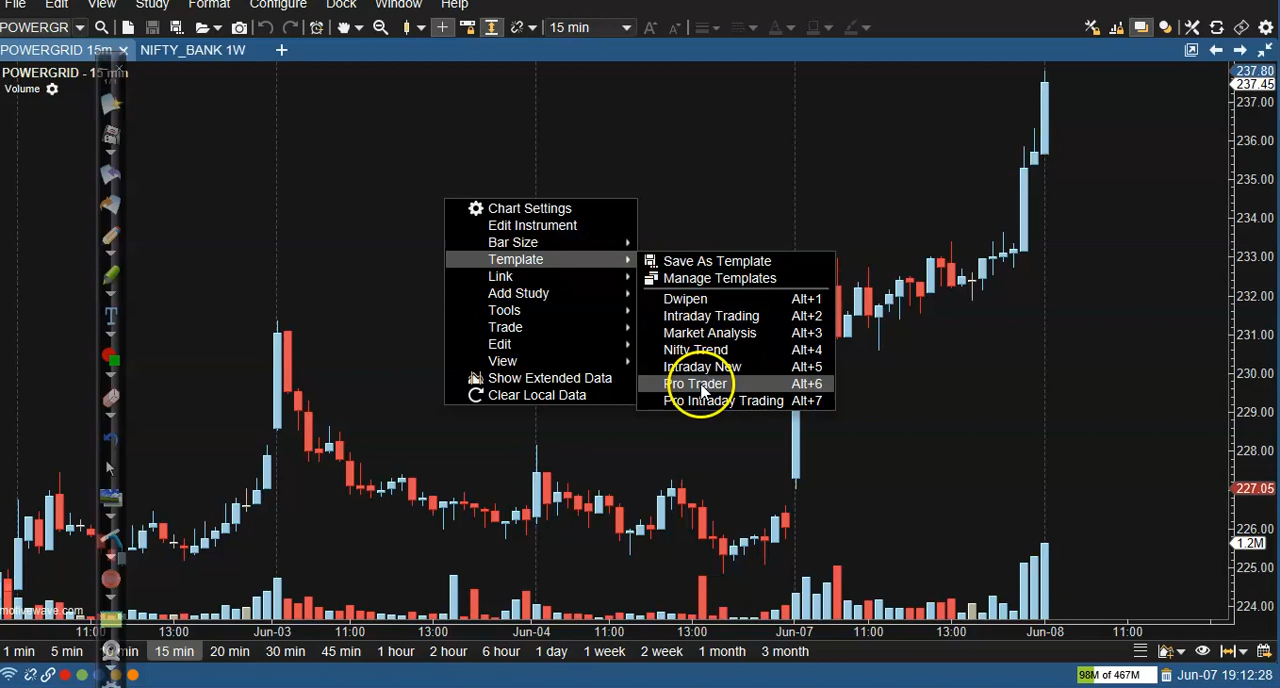 File Edit View Study Format Configure Dock Window Help
POWERGR 15 min
POWERGRID 15m NIFTY_BANK 1W
POWERGRID - 15 min
Volume
237.80
237.45
237.00
236.00
235.00
234.00
233.00
232.00
231.00
230.00
229.00
228.00
227.05
226.00
1.2M
225.00
224.00
Chart Settings
Edit Instrument
Bar Size
Template
Link
Add Study
Tools
Trade
Edit
View
Show Extended Data
Clear Local Data
Save As Template
Manage Templates
Dwipen Alt+1
Intraday Trading Alt+2
Market Analysis Alt+3
Nifty Trend Alt+4
Intraday New Alt+5
Pro Trader Alt+6
Pro Intraday Trading Alt+7
motivewave.com
11:00 13:00 Jun-03 11:00 13:00 Jun-04 11:00 13:00 Jun-07 11:00 13:00 Jun-08 11:00
1 min 5 min min 15 min 20 min 30 min 45 min 1 hour 2 hour 1 day 1 week 2 week 1 month 3 month
98M of 467M Jun-07 19:12:28